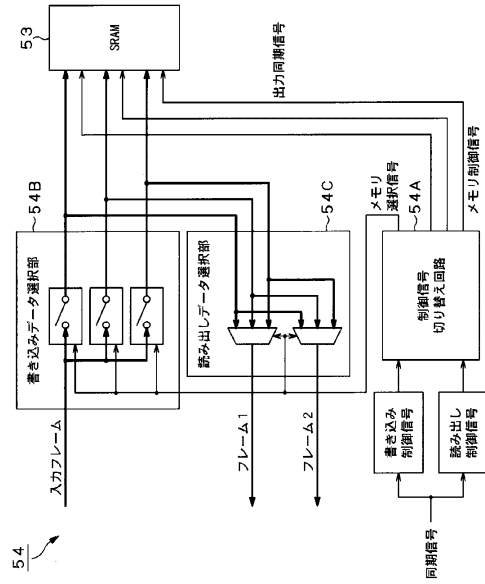 54
53
SRAM
54B
書き込みデータ選択部
入力フレーム
54C
読み出しデータ選択部
フレーム1
フレーム2
出力同期信号
メモリ
選択信号
54A
メモリ制御信号
制御信号
切り替え回路
書き込み
制御信号
読み出し
制御信号
同期信号